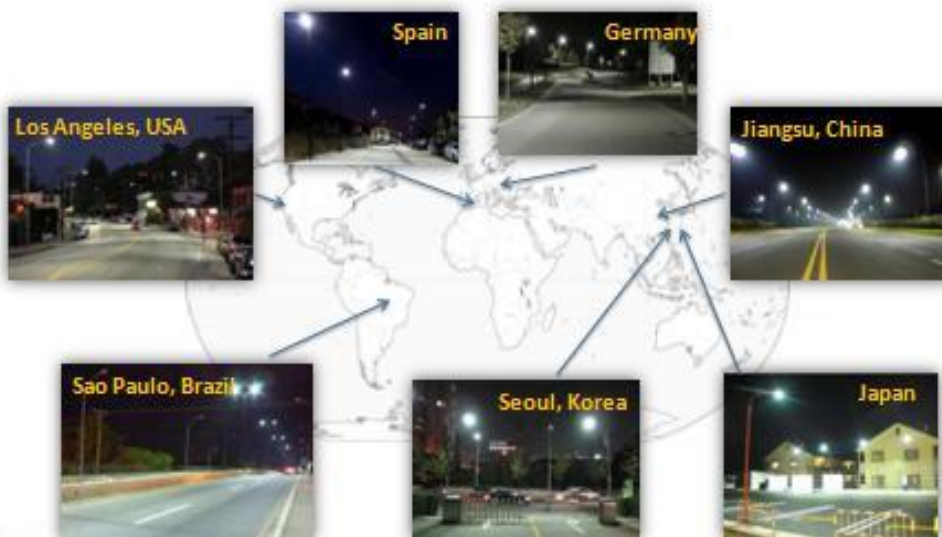 Spain
Germany
Los Angeles, USA
Jiangsu, China
Sao Paulo, Brazil
Seoul, Korea
Japan